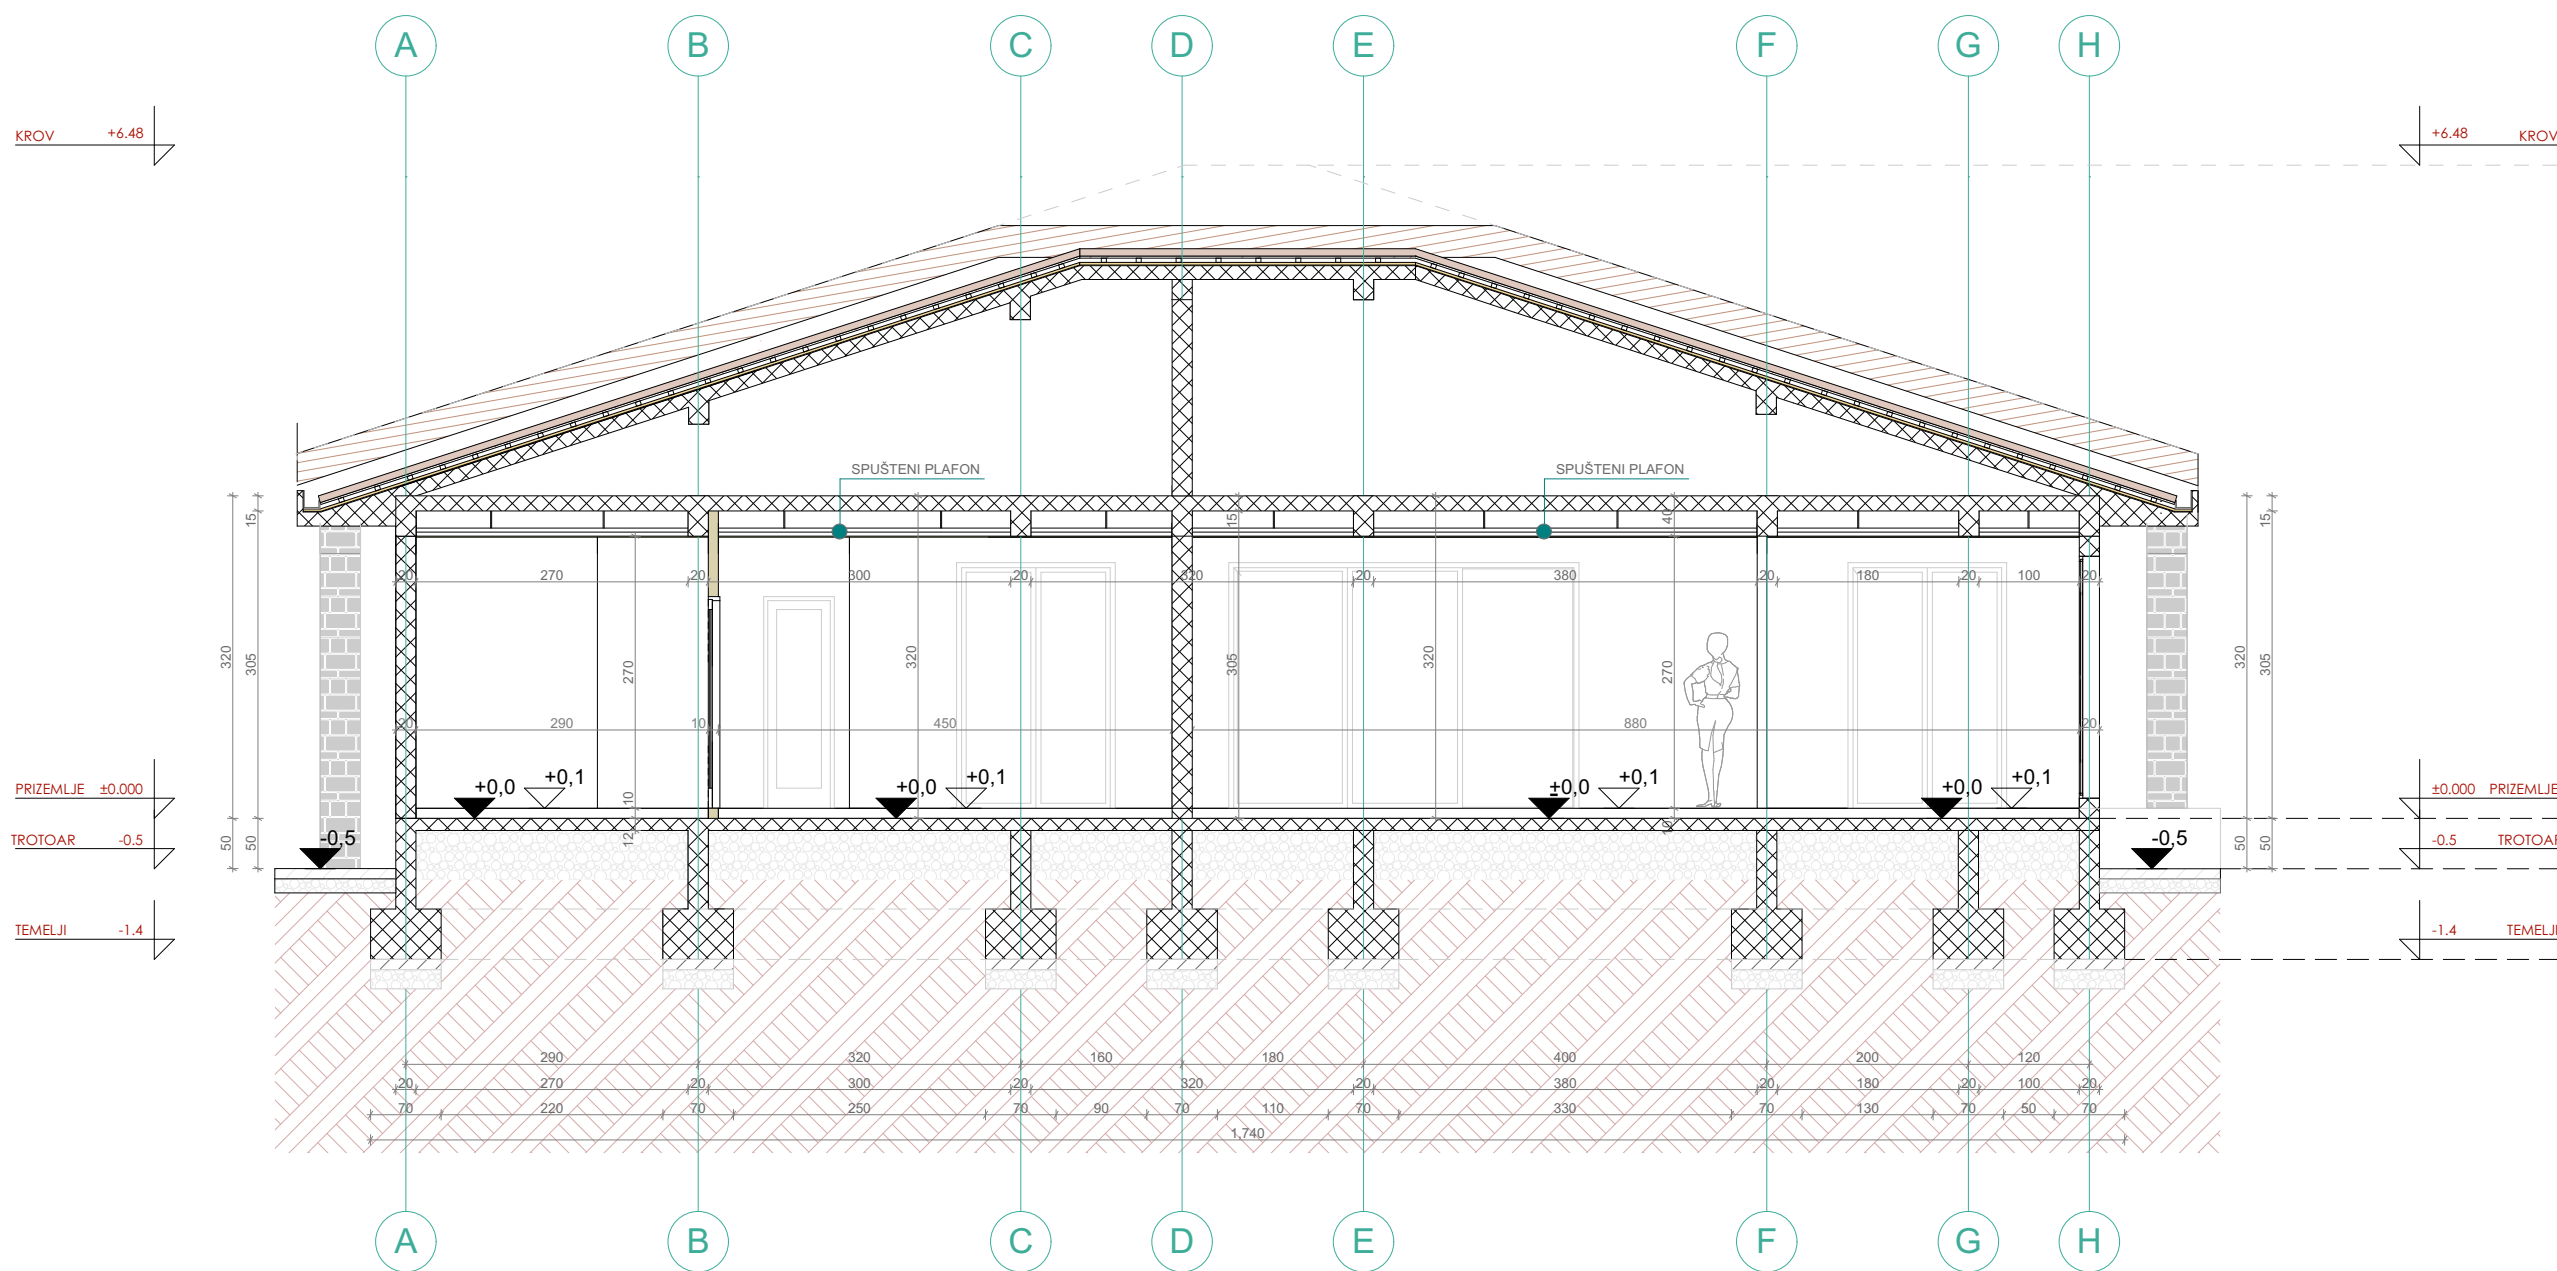 A B C D E F G H
KROV +6.48
+6.48 KROV
SPUŠTENI PLAFON
SPUŠTENI PLAFON
15 15 40 15
20 270 20 300 20 320 20 380 20 180 20 100 20
320 305 270 320 305 320 270 320 305
20 290 10 450 880 20
+0,0 +0,1 +0,0 +0,1 ±0,0 +0,1 +0,0 +0,1
PRIZEMLJE ±0.000
±0.000 PRIZEMLJE
10
12
TROTOAR -0.5
50 50
-0,5
-0,5
50 50
-0.5 TROTOAR
TEMELJI -1.4
-1.4 TEMELJI
290 320 160 180 400 200 120
20 270 20 300 20 320 20 380 20 180 20 100 20
70 220 70 250 70 90 70 110 70 330 70 130 70 50 70
1,740
A B C D E F G H